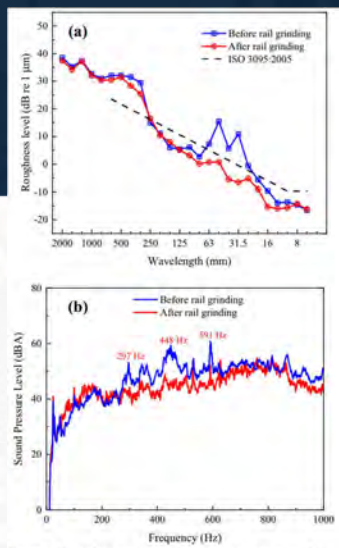 (a)
Before rail grinding
After rail grinding
ISO 3095:2005
Roughness level (dB re 1 μm)
40
30
20
10
0
-10
-20
2000 1000 500 250 125 63 31.5 16 8
Wavelength (mm)
(b)
Before rail grinding
After rail grinding
Sound Pressure Level (dBA)
80
60
40
20
0
297 Hz
448 Hz
591 Hz
0 200 400 600 800 1000
Frequency (Hz)